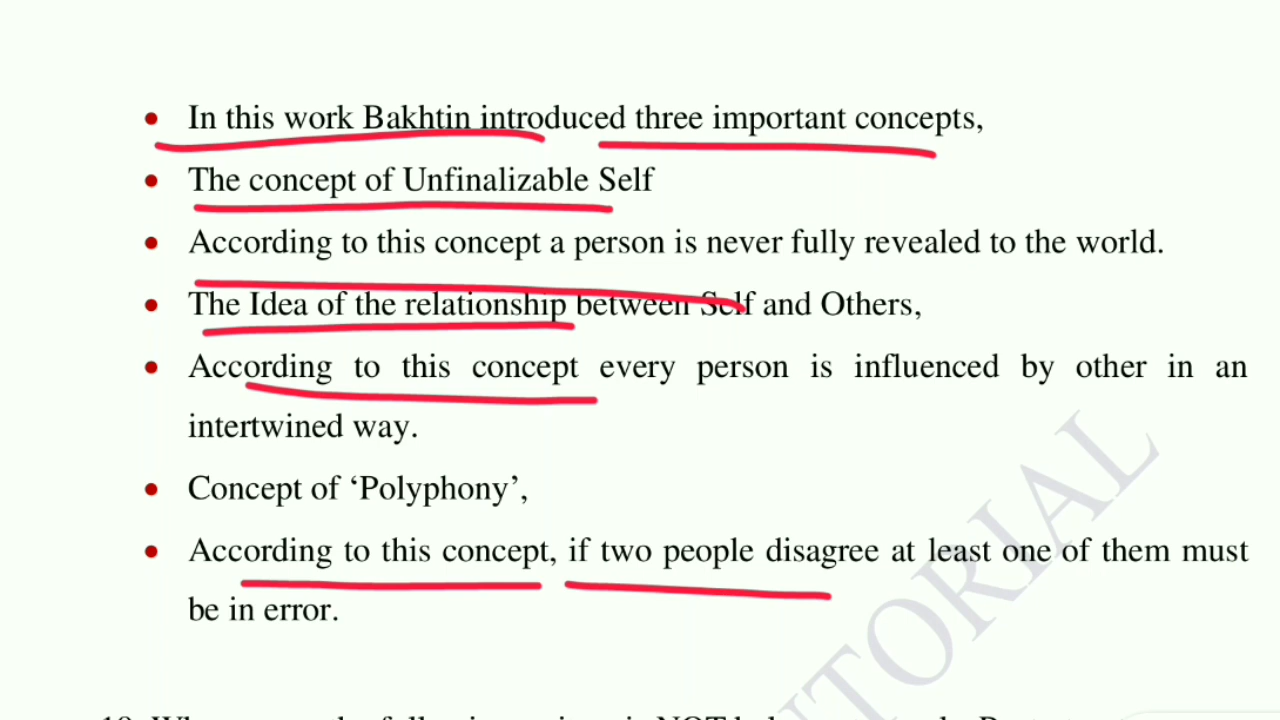 • In this work Bakhtin introduced three important concepts,
• The concept of Unfinalizable Self
• According to this concept a person is never fully revealed to the world.
• The Idea of the relationship between Self and Others,
• According to this concept every person is influenced by other in an
intertwined way.
• Concept of ‘Polyphony’,
• According to this concept, if two people disagree at least one of them must
be in error.